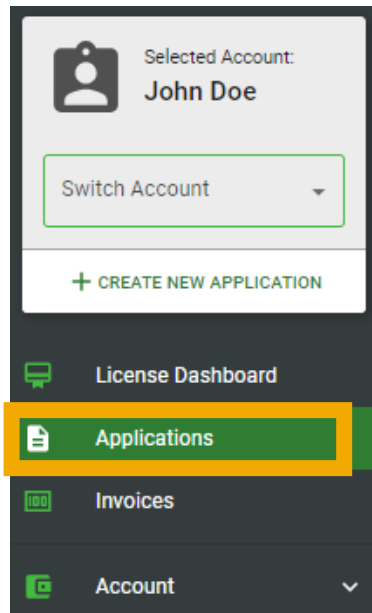 Selected Account:
John Doe
Switch Account
+ CREATE NEW APPLICATION
License Dashboard
Applications
Invoices
Account